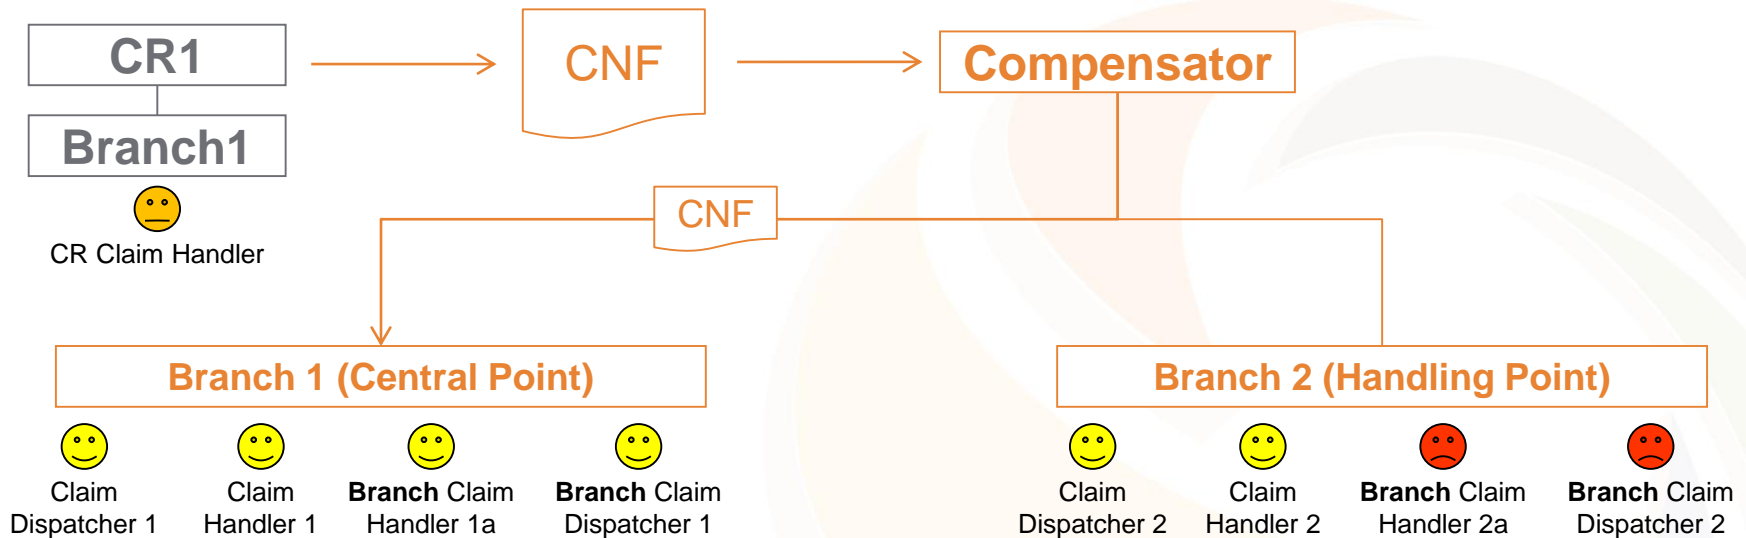 CR1
CNF
Compensator
Branch1
CR Claim Handler
CNF
Branch 1 (Central Point)
Branch 2 (Handling Point)
Claim
Dispatcher 1
Claim
Handler 1
Branch Claim
Handler 1a
Branch Claim
Dispatcher 1
Claim
Dispatcher 2
Claim
Handler 2
Branch Claim
Handler 2a
Branch Claim
Dispatcher 2